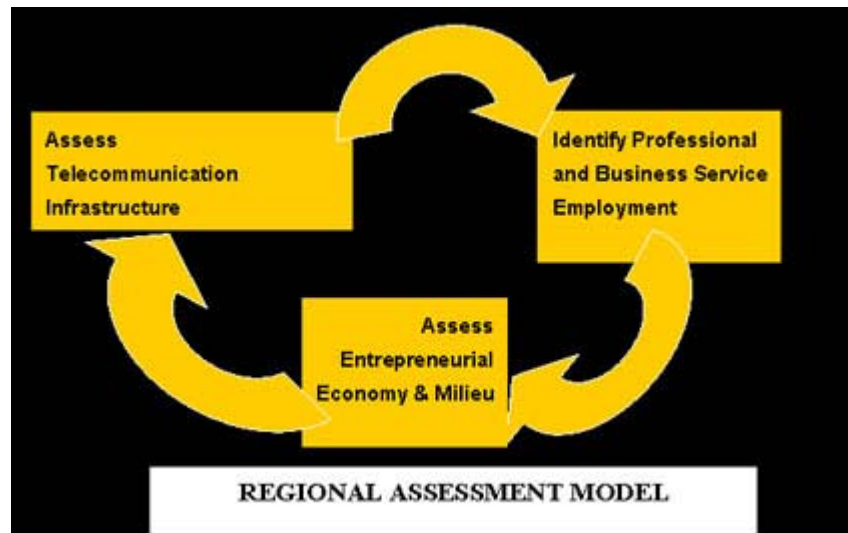 Assess
Telecommunication
Infrastructure
Identify Professional
and Business Service
Employment
Assess
Entrepreneurial
Economy & Milieu
REGIONAL ASSESSMENT MODEL